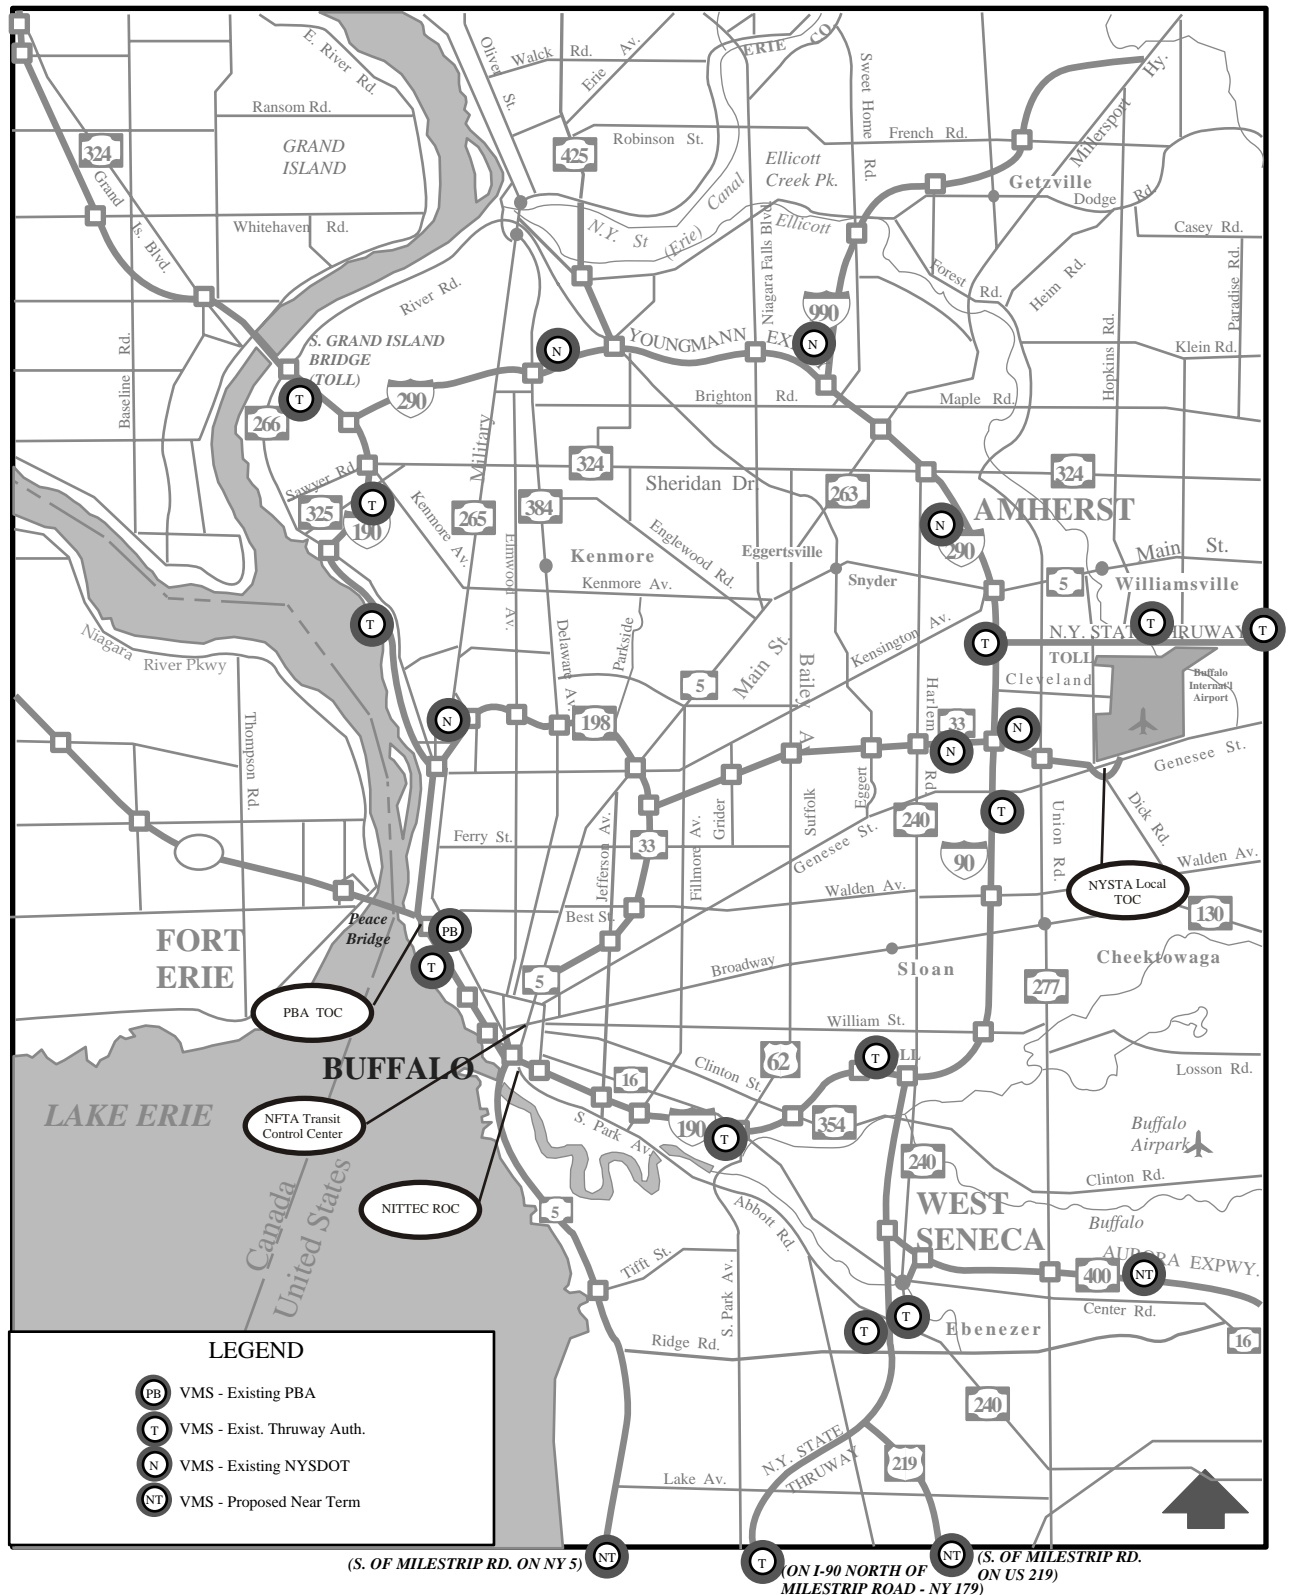 E. River Rd.
Oliver St.
Walck Rd.
Erie Av.
ERIE CO.
Sweet Home Rd.
Millersport Hy.
Ransom Rd.
324
GRAND
ISLAND
425
Robinson St.
French Rd.
Ellicott
Creek Pk.
Getzville
Dodge Rd.
Grand Is. Blvd.
Whitehaven Rd.
N.Y. St (Erie) Canal
Niagara Falls Blvd
Ellicott
Casey Rd.
Forest Rd.
Heim Rd.
Paradise Rd.
River Rd.
990
Baseline Rd.
S. GRAND ISLAND
BRIDGE
(TOLL)
N
YOUNGMANN
N
Hopkins Rd.
Klein Rd.
T
290
Brighton Rd.
Maple Rd.
266
Military
324
Sheridan Dr.
324
Sawyer Rd.
T
325
190
Kenmore Av.
265
384
263
Englewood Rd.
Eggertsville
N
AMHERST
290
Elmwood Av.
Kenmore
Kenmore Av.
Snyder
Main St.
5
Williamsville
T
Niagara
River Pkwy
Delaware Av.
Parkside
Main St.
5
Bailey Av
Kensington Av.
T
T
T
N.Y. STATE THRUWAY
TOLL
Cleveland
Buffalo
Internat'l
Airport
Thompson Rd.
N
198
Harlem Rd.
33
N
N
Genesee St.
Ferry St.
Jefferson Av.
33
Fillmore Av.
Grider
Suffolk
Eggert
Genesee St.
240
T
90
Union Rd.
Dick Rd.
Walden Av.
NYSTA Local
TOC
Walden Av.
130
Peace
Bridge
PB
Best St.
FORT
ERIE
T
5
Broadway
Sloan
Cheektowaga
277
PBA TOC
William St.
BUFFALO
62
T
LL
Losson Rd.
16
Clinton St.
LAKE ERIE
NFTA Transit
Control Center
S. Park Av.
190
T
354
Buffalo
Airpark
240
Clinton Rd.
NITTEC ROC
5
Abbott Rd.
WEST
SENECA
Buffalo
AURORA EXPWY.
Canada
United States
Tifft St.
S. Park Av.
400
NT
Center Rd.
T
T
Ebenezer
16
Ridge Rd.
240
LEGEND
PB VMS - Existing PBA
T VMS - Exist. Thruway Auth.
N VMS - Existing NYSDOT
NT VMS - Proposed Near Term
N.Y. STATE
THRUWAY
219
Lake Av.
(S. OF MILESTRIP RD. ON NY 5)
NT
T
(ON I-90 NORTH OF
MILESTRIP ROAD - NY 179)
NT
(S. OF MILESTRIP RD.
ON US 219)